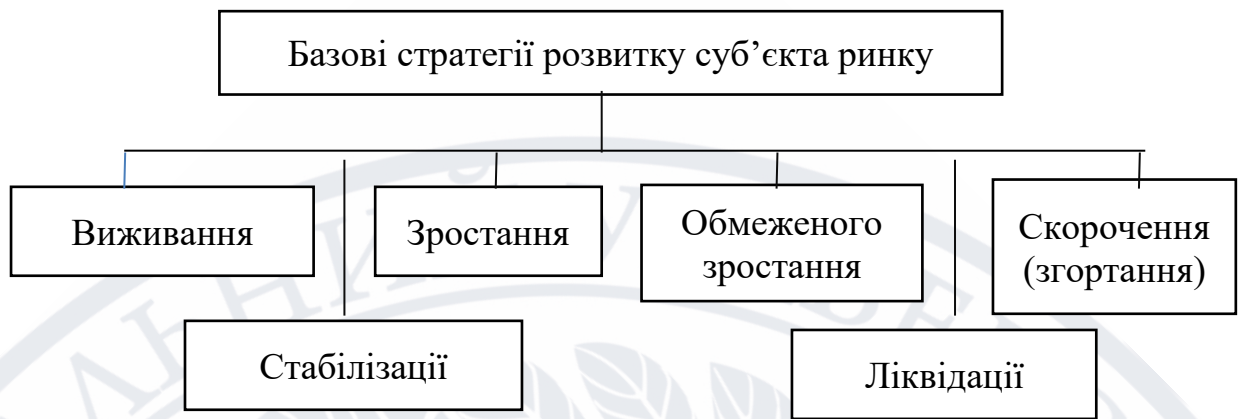 Базові стратегії розвитку суб’єкта ринку
Виживання
Зростання
Обмеженого
зростання
Скорочення
(згортання)
Стабілізації
Ліквідації